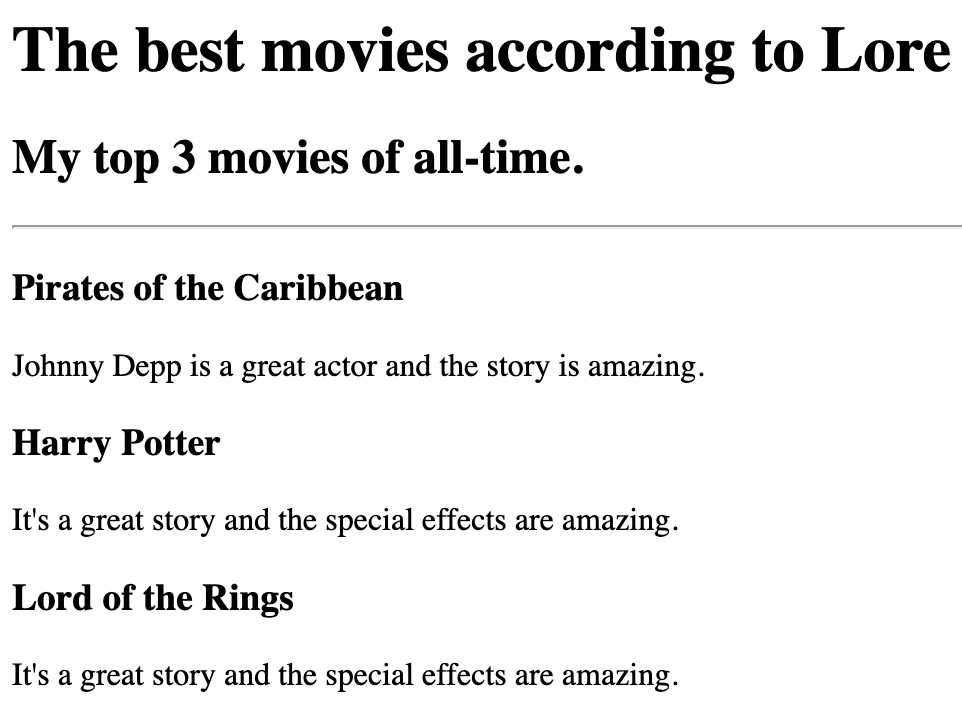 The best movies according to Lore
My top 3 movies of all-time.
Pirates of the Caribbean
Johnny Depp is a great actor and the story is amazing.
Harry Potter
It's a great story and the special effects are amazing.
Lord of the Rings
It's a great story and the special effects are amazing.